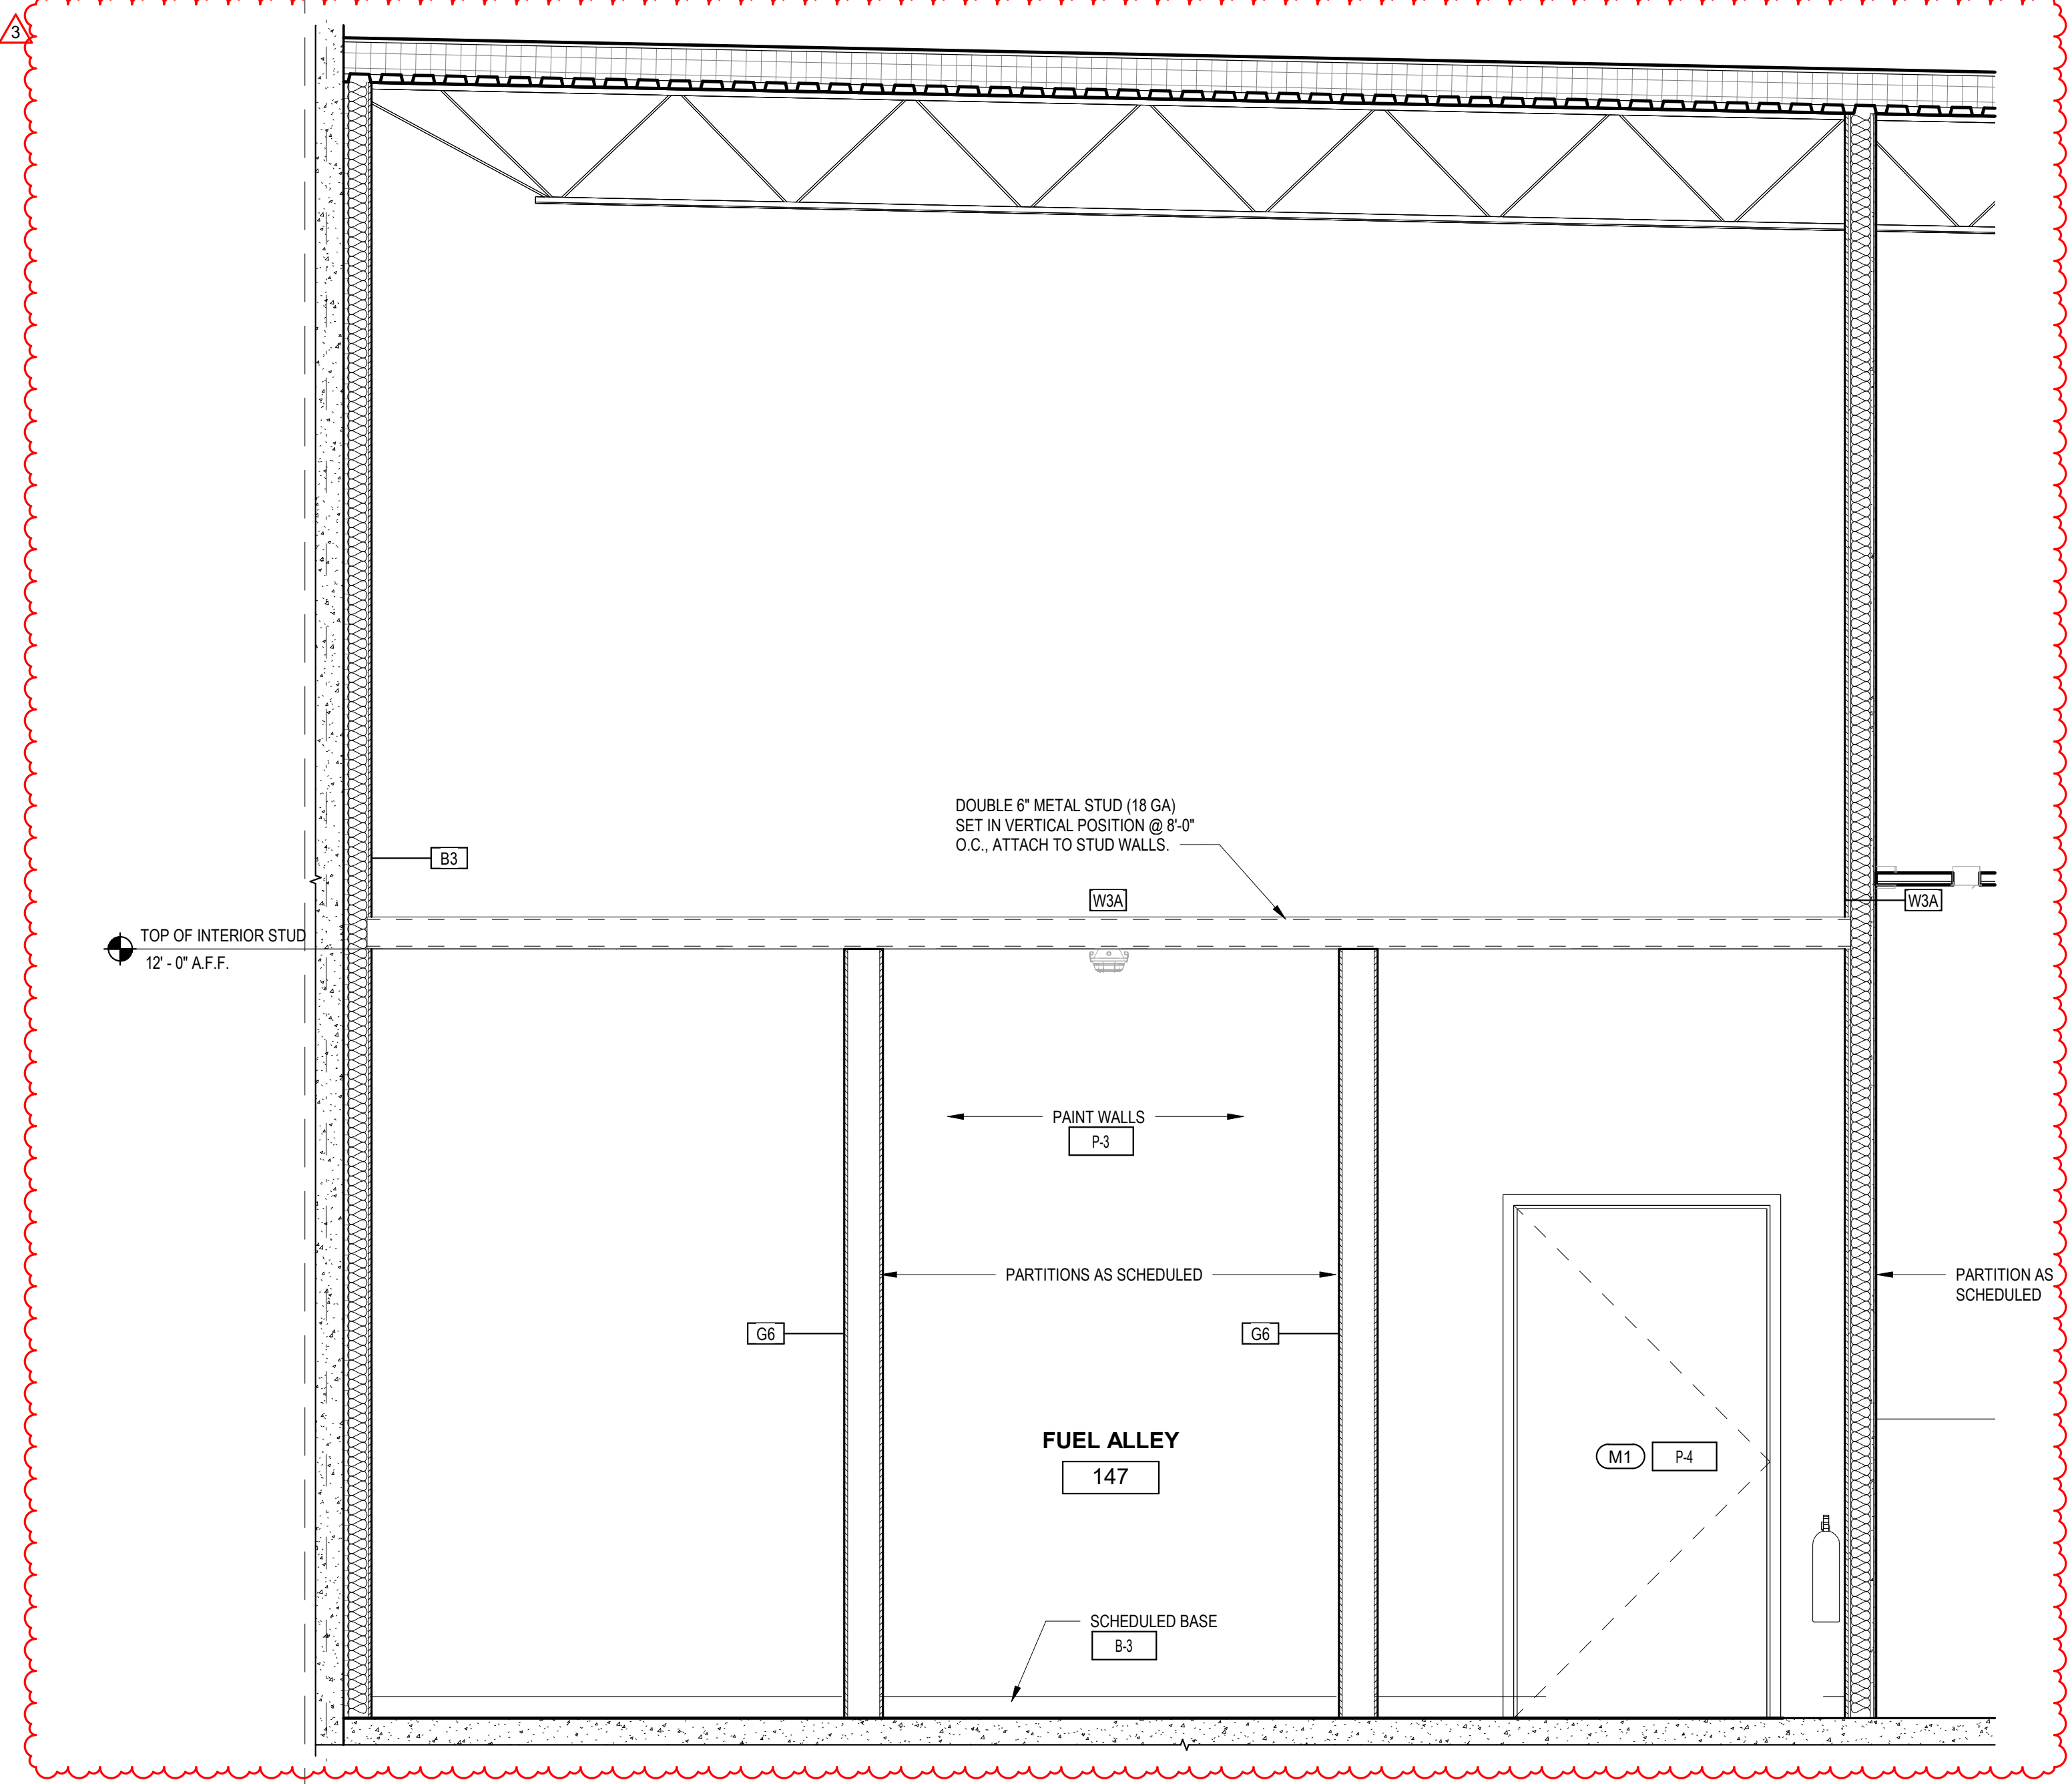 3
DOUBLE 6" METAL STUD (18 GA)
SET IN VERTICAL POSITION @ 8'-0"
O.C., ATTACH TO STUD WALLS.
B3
W3A
W3A
TOP OF INTERIOR STUD
12' - 0" A.F.F.
PAINT WALLS
P-3
PARTITIONS AS SCHEDULED
PARTITION AS
SCHEDULED
G6
G6
FUEL ALLEY
147
M1
P-4
SCHEDULED BASE
B-3